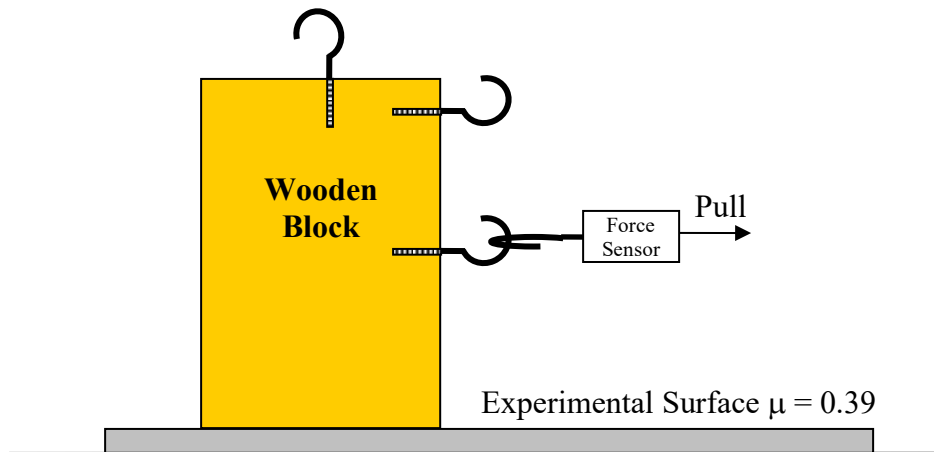 Wooden
Block
Pull
Force
Sensor
Experimental Surface μ = 0.39